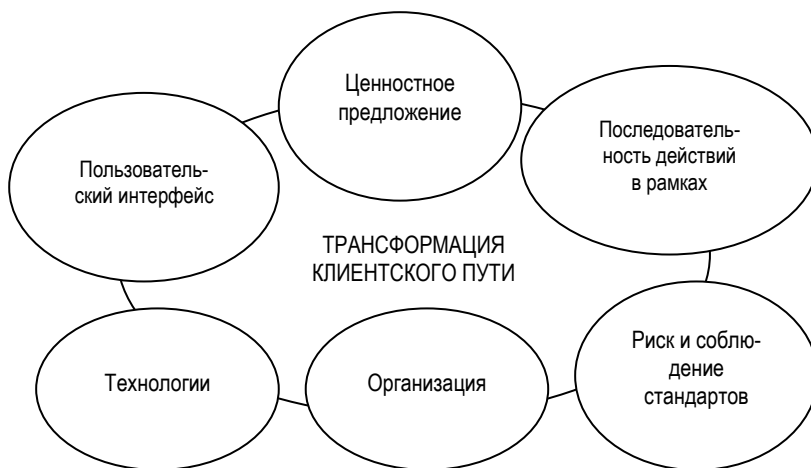 Ценностное
предложение
Последователь-
ность действий
в рамках
Пользователь-
ский интерфейс
ТРАНСФОРМАЦИЯ
КЛИЕНТСКОГО ПУТИ
Риск и соблю-
дение
стандартов
Технологии
Организация